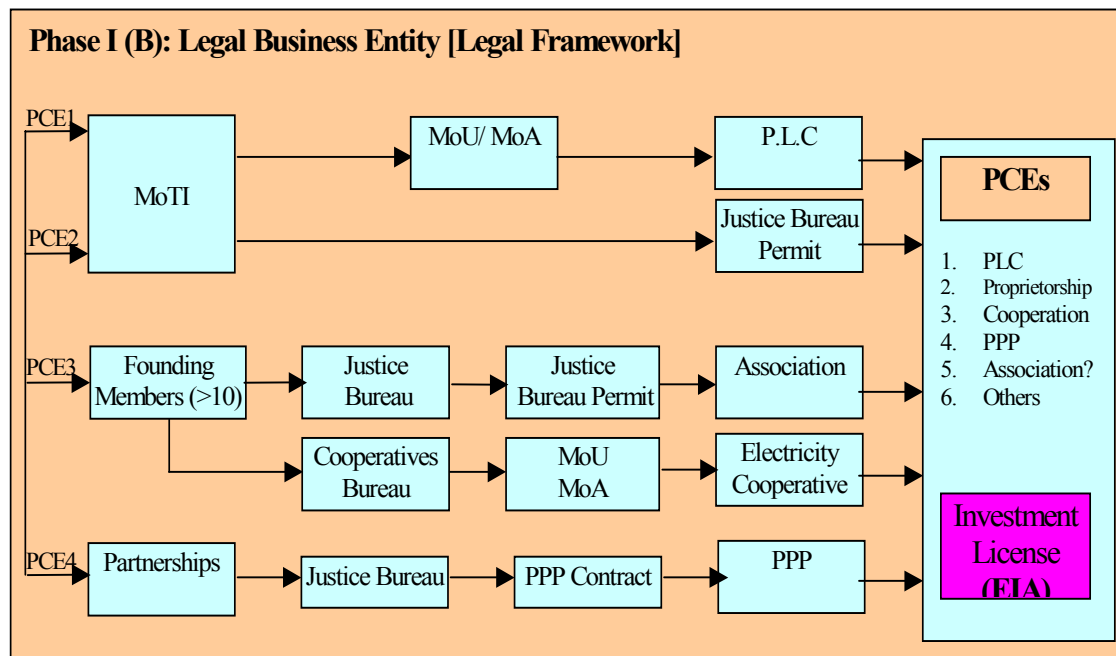 Phase I (B): Legal Business Entity [Legal Framework]
PCE1
MoTI
MoU/ MoA
P.L.C
PCE2
Justice Bureau
Permit
PCE3
Founding
Members (>10)
Justice
Bureau
Justice
Bureau Permit
Association
Cooperatives
Bureau
MoU
MoA
Electricity
Cooperative
PCE4
Partnerships
Justice Bureau
PPP Contract
PPP
PCEs
1. PLC
2. Proprietorship
3. Cooperation
4. PPP
5. Association?
6. Others
Investment
License
(EIA)